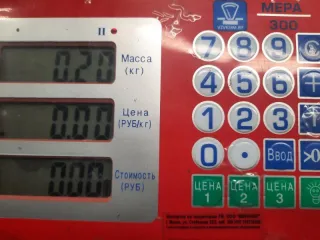 МЕРА
300
0.20
Масса
(кг)
7 8 9
4 5 6
0.00
Цена
(РУБ/кг)
1 2 3
0 • Ввод >0
0.00
Стоимость
(РУБ)
ЦЕНА 1
ЦЕНА 2
ЦЕНА 3